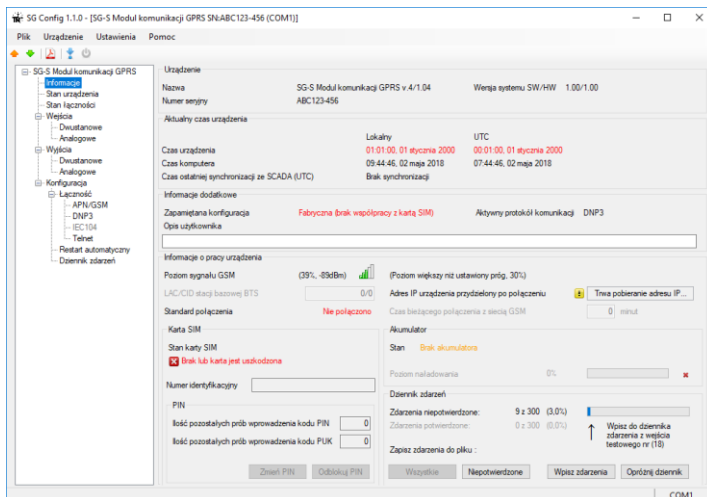 SG Config 1.1.0 - [SG-S Moduł komunikacji GPRS SN:ABC123-456 (COM1)]
Plik Urządzenie Ustawienia Pomoc
SG-S Moduł komunikacji GPRS
Informacje
Stan urządzenia
Stan łączności
Wejścia
Dwustanowe
Analogowe
Wyjścia
Dwustanowe
Analogowe
Konfiguracja
Łączność
APN/GSM
DNP3
IEC104
Telnet
Restart automatyczny
Dziennik zdarzeń
Urządzenie
Nazwa SG-S Moduł komunikacji GPRS v.4/1.04 Wersja systemu SW/HW 1.00/1.00
Numer seryjny ABC123-456
Aktualny czas urządzenia
Lokalny UTC
Czas urządzenia 01:01:00, 01 stycznia 2000 00:01:00, 01 stycznia 2000
Czas komputera 09:44:46, 02 maja 2018 07:44:46, 02 maja 2018
Czas ostatniej synchronizacji ze SCADA (UTC) Brak synchronizacji
Informacje dodatkowe
Zapamiętana konfiguracja Fabryczna (brak współpracy z kartą SIM) Aktywny protokół komunikacji DNP3
Opis użytkownika
Informacje o pracy urządzenia
Poziom sygnału GSM (39%, -89dBm) (Poziom większy niż ustawiony próg, 30%)
LAC/CID stacji bazowej BTS 0/0 Adres IP urządzenia przydzielony po połączeniu Trwa pobieranie adresu IP...
Standard połączenia Nie połączono Czas bieżącego połączenia z siecią GSM 0 minut
Karta SIM
Stan karty SIM
Brak lub karta jest uszkodzona
Numer identyfikacyjny
PIN
Ilość pozostałych prób wprowadzenia kodu PIN 0
Ilość pozostałych prób wprowadzenia kodu PUK 0
Zmień PIN Odblokuj PIN
Akumulator
Stan Brak akumulatora
Poziom naładowania 0%
Dziennik zdarzeń
Zdarzenia niepotwierdzone: 9 z 300 (3,0%)
Zdarzenia potwierdzone: 0 z 300 (0,0%)
Wpisz do dziennika
zdarzenia z wejścia
testowego nr (18)
Zapisz zdarzenia do pliku :
Wszystkie Niepotwierdzone Wpisz zdarzenia Opróżnij dziennik
COM1